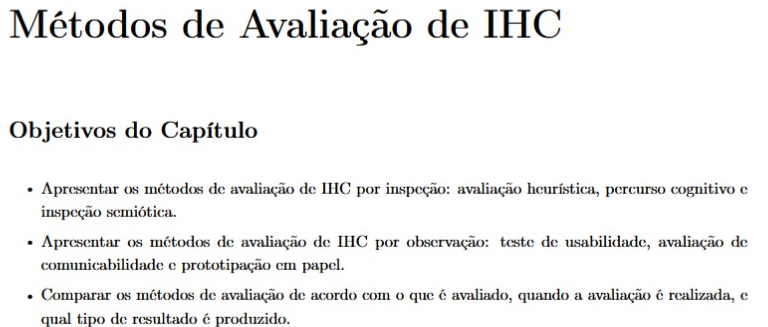 Métodos de Avaliação de IHC
Objetivos do Capítulo
• Apresentar os métodos de avaliação de IHC por inspeção: avaliação heurística, percurso cognitivo e
inspeção semiótica.
• Apresentar os métodos de avaliação de IHC por observação: teste de usabilidade, avaliação de
comunicabilidade e prototipação em papel.
• Comparar os métodos de avaliação de acordo com o que é avaliado, quando a avaliação é realizada, e
qual tipo de resultado é produzido.